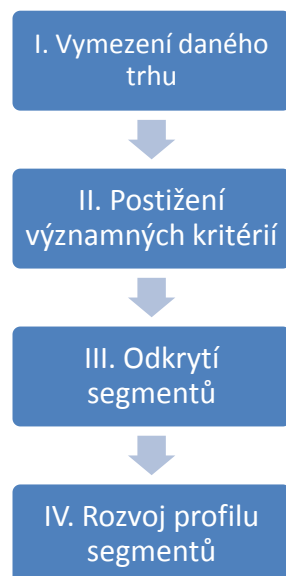 I. Vymezení daného
trhu
II. Postižení
významných kritérií
III. Odkrytí
segmentů
IV. Rozvoj profilu
segmentů